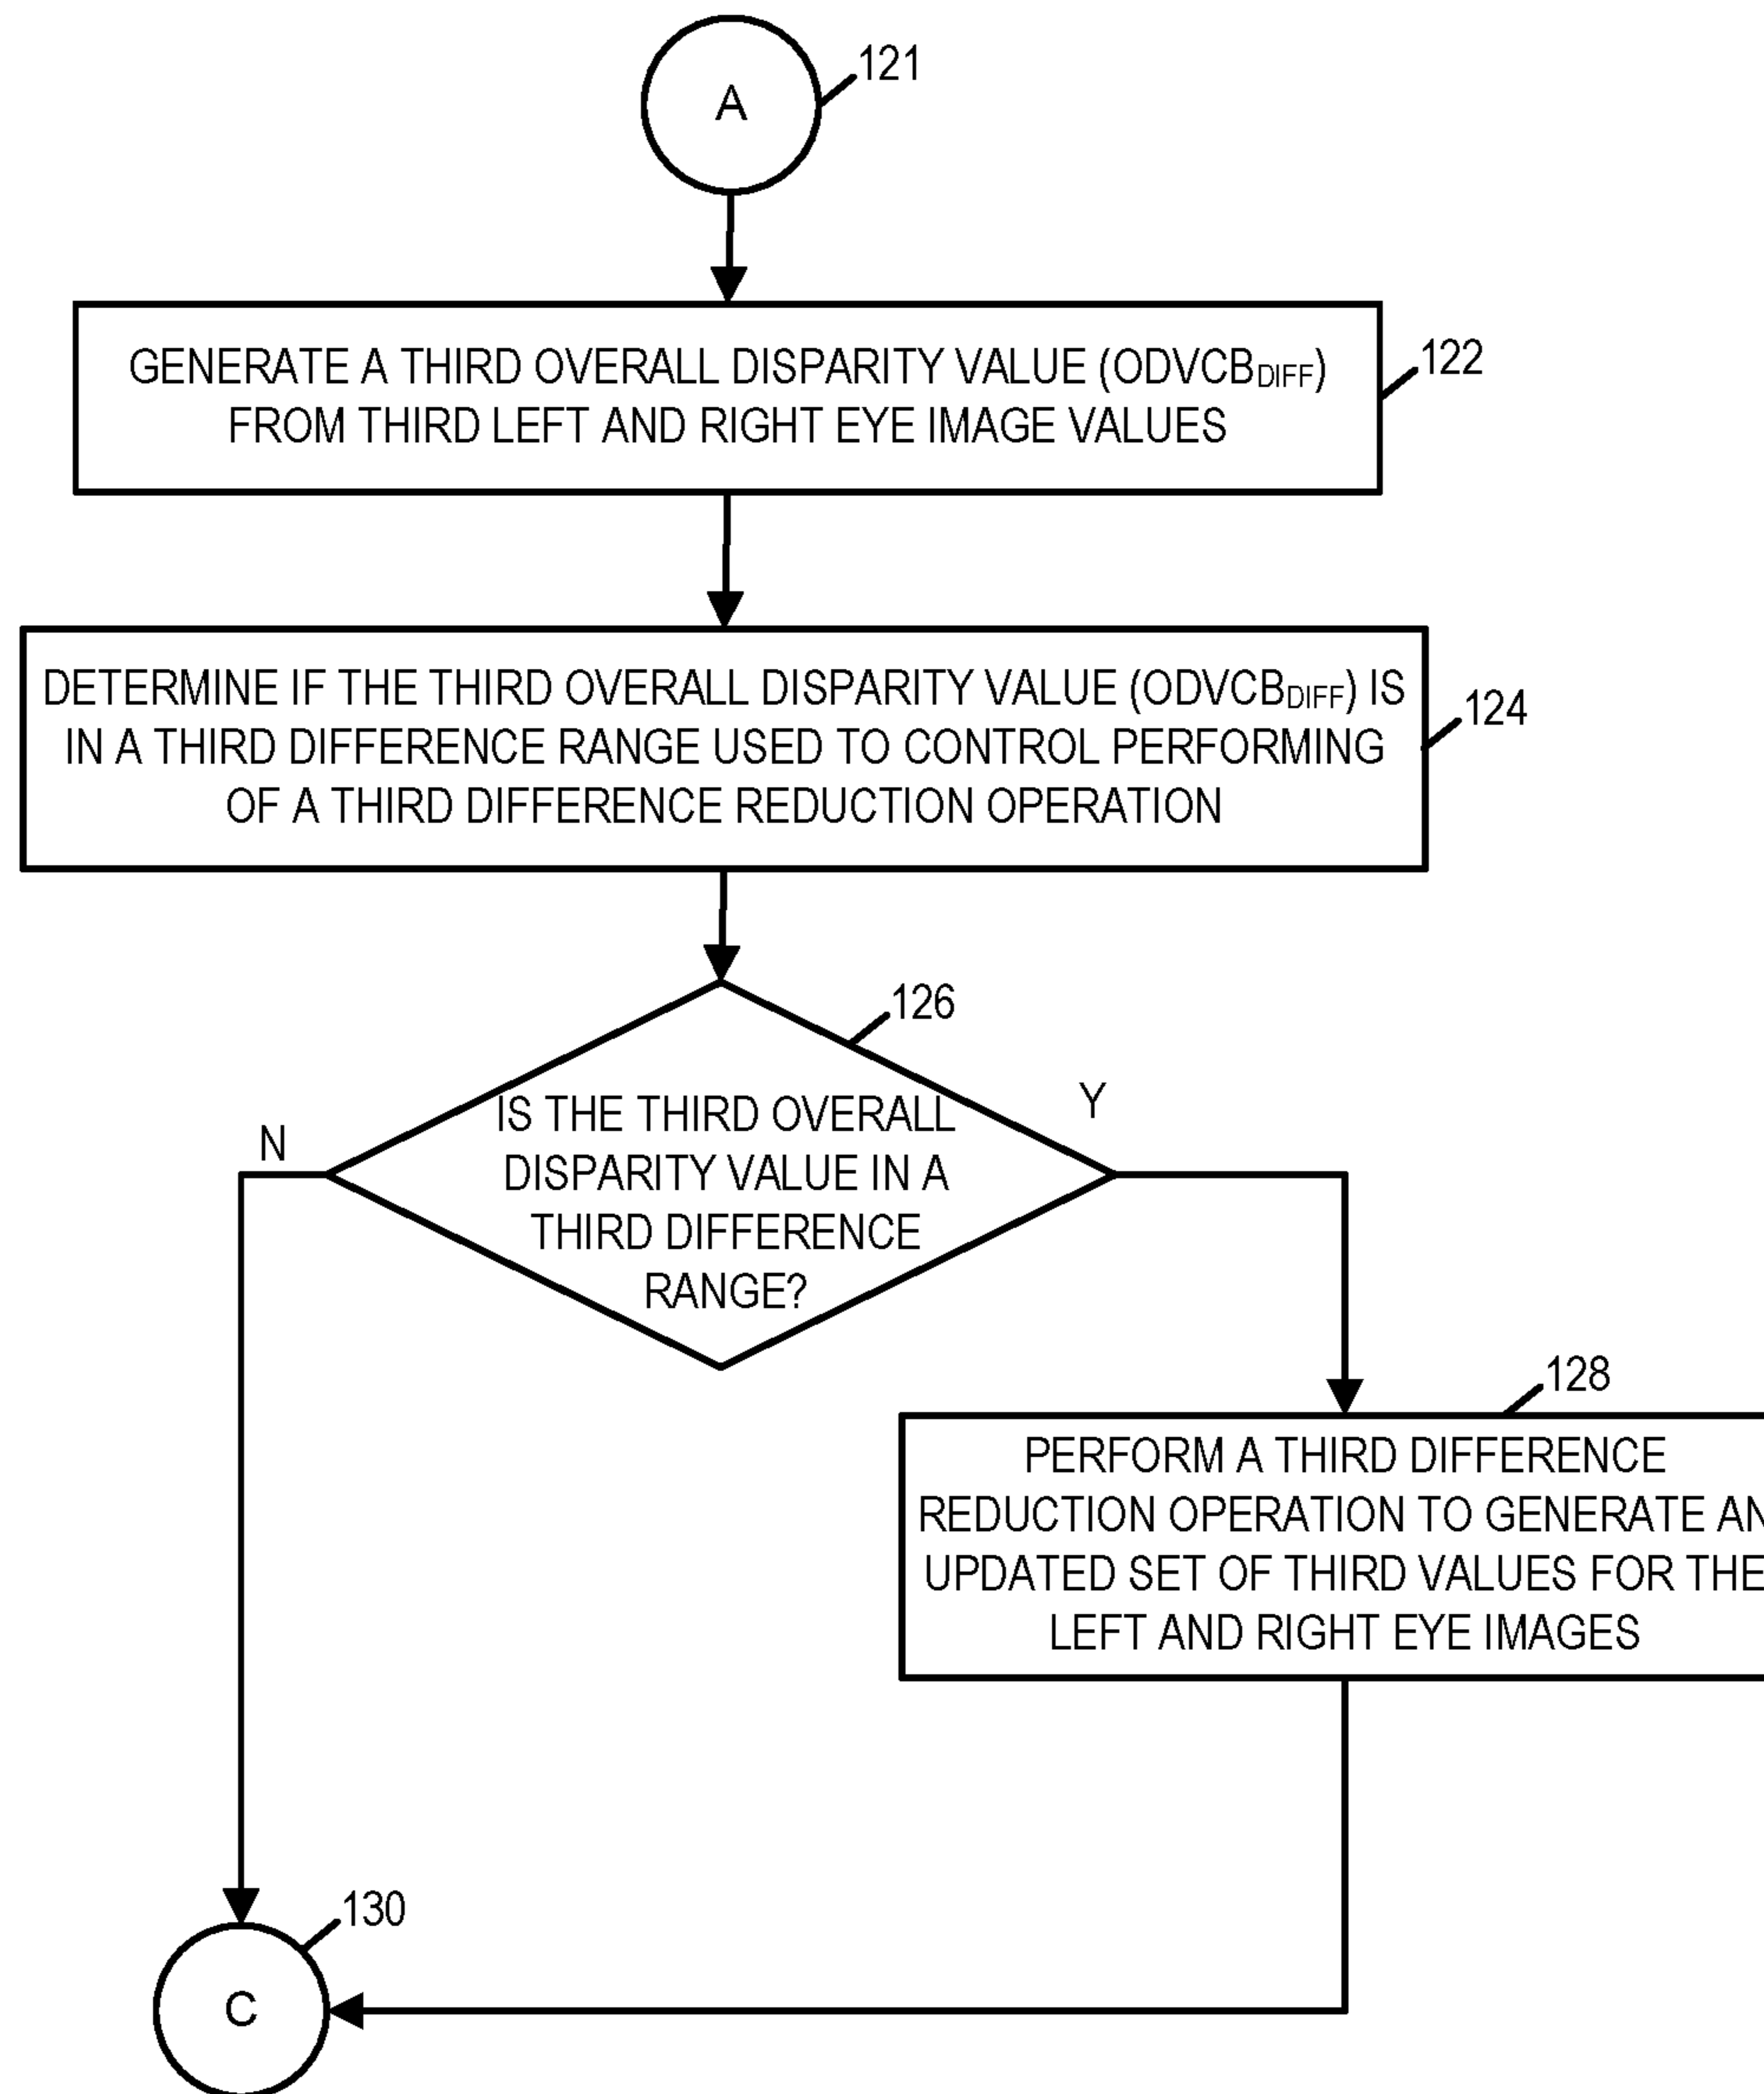 A
121
GENERATE A THIRD OVERALL DISPARITY VALUE (ODVCBDIFF)
FROM THIRD LEFT AND RIGHT EYE IMAGE VALUES
122
DETERMINE IF THE THIRD OVERALL DISPARITY VALUE (ODVCBDIFF) IS
IN A THIRD DIFFERENCE RANGE USED TO CONTROL PERFORMING
OF A THIRD DIFFERENCE REDUCTION OPERATION
124
126
IS THE THIRD OVERALL
DISPARITY VALUE IN A
THIRD DIFFERENCE
RANGE?
N
Y
128
PERFORM A THIRD DIFFERENCE
REDUCTION OPERATION TO GENERATE AN
UPDATED SET OF THIRD VALUES FOR THE
LEFT AND RIGHT EYE IMAGES
130
C